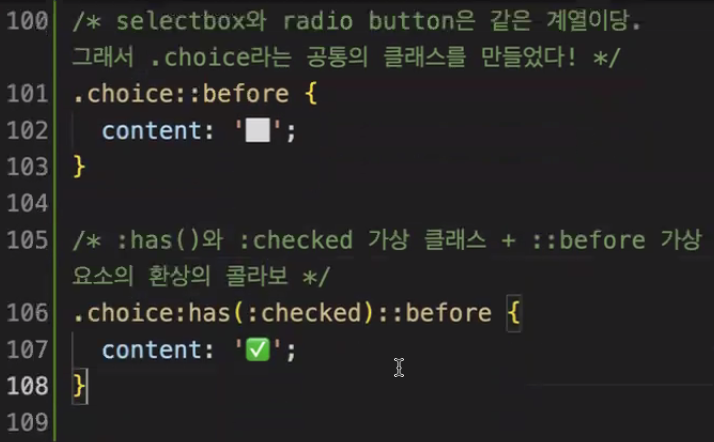 100 /* selectbox와 radio button은 같은 계열이당.
그래서 .choice라는 공통의 클래스를 만들었다! */
101 .choice::before {
102 content: '⬜';
103 }
104
105 /* :has()와 :checked 가상 클래스 + ::before 가상
요소의 환상의 콜라보 */
106 .choice:has(:checked)::before {
107 content: '✅';
108 }
109